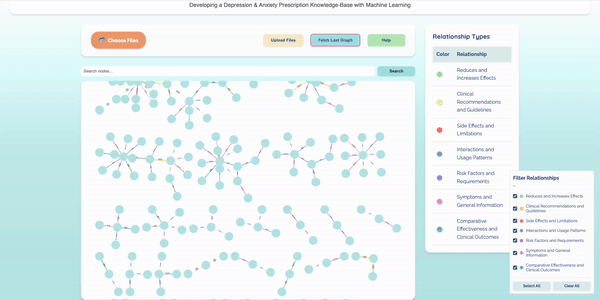 Developing a Depression & Anxiety Prescription Knowledge-Base with Machine Learning
Choose Files
Upload Files
Fetch Last Graph
Help
Search nodes...
Search
Relationship Types
Color Relationship
Reduces and
Increases Effects
Clinical
Recommendations
and Guidelines
Side Effects and
Limitations
Interactions and
Usage Patterns
Risk Factors and
Requirements
Symptoms and
General Information
Comparative
Effectiveness and
Clinical Outcomes
Filter Relationships
Reduces and Increases Effects
Clinical Recommendations and
Guidelines
Side Effects and Limitations
Interactions and Usage Patterns
Risk Factors and Requirements
Symptoms and General
Information
Comparative Effectiveness and
Clinical Outcomes
Select All
Clear All